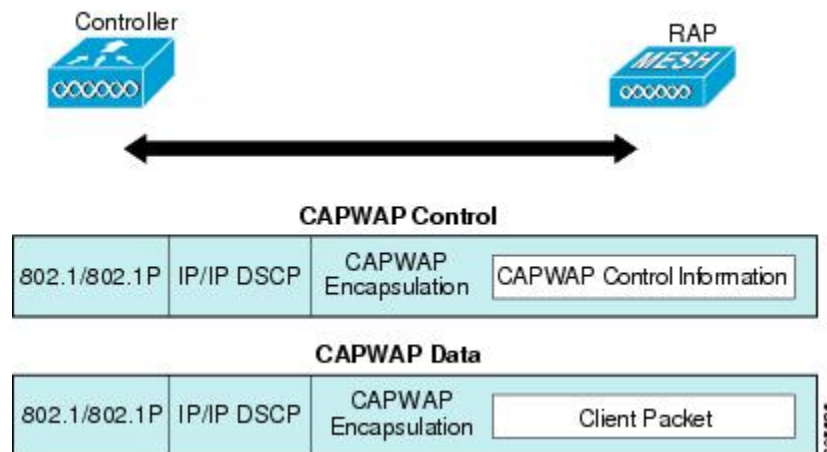 Controller
RAP
MESH
CAPWAP Control
802.1/802.1P IP/IP DSCP CAPWAP Encapsulation CAPWAP Control Information
CAPWAP Data
802.1/802.1P IP/IP DSCP CAPWAP Encapsulation Client Packet